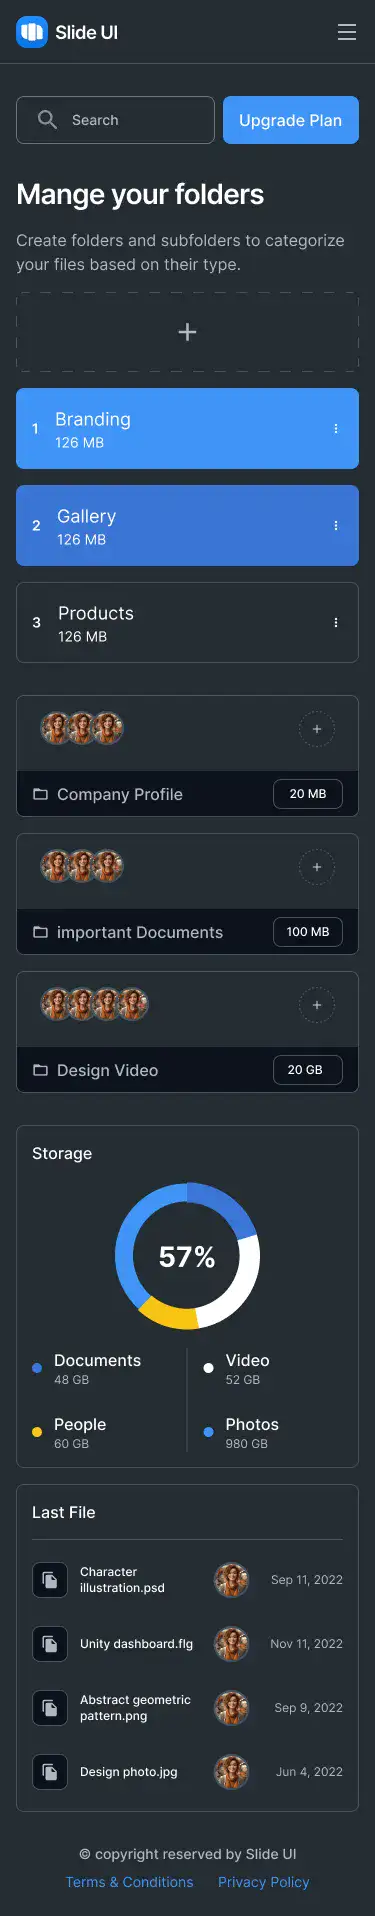 Slide UI
Search
Upgrade Plan
Mange your folders
Create folders and subfolders to categorize
your files based on their type.
1 Branding
126 MB
2 Gallery
126 MB
3 Products
126 MB
Company Profile 20 MB
important Documents 100 MB
Design Video 20 GB
Storage
57%
Documents
48 GB
Video
52 GB
People
60 GB
Photos
980 GB
Last File
Character
illustration.psd
Sep 11, 2022
Unity dashboard.flg
Nov 11, 2022
Abstract geometric
pattern.png
Sep 9, 2022
Design photo.jpg
Jun 4, 2022
© copyright reserved by Slide UI
Terms & Conditions Privacy Policy